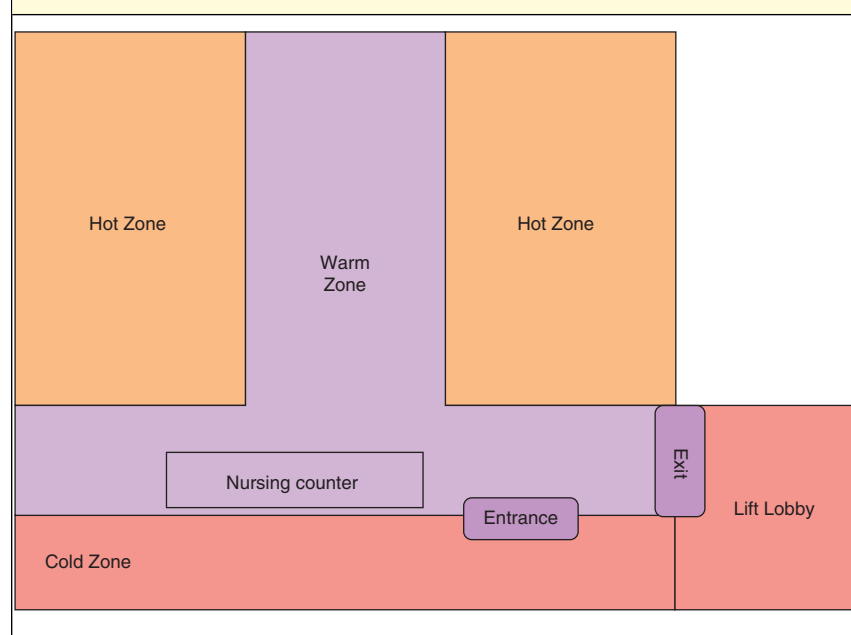 Hot Zone
Hot Zone
Warm
Zone
Exit
Nursing counter
Entrance
Lift Lobby
Cold Zone